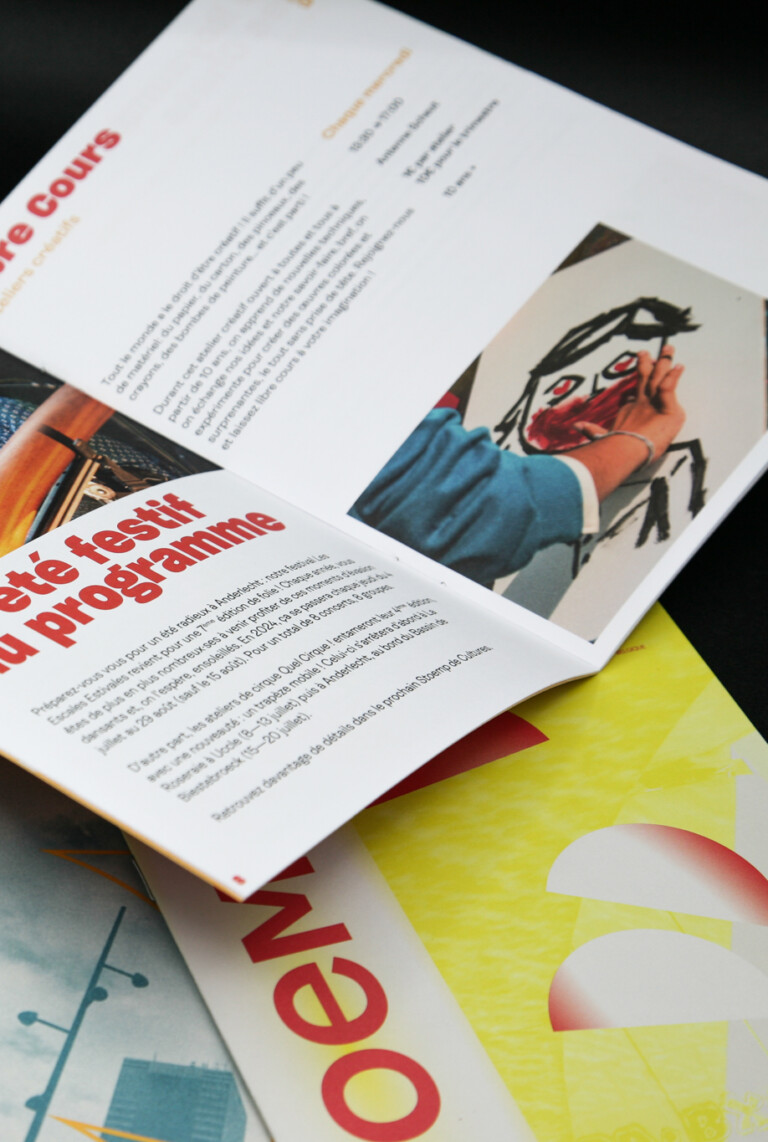 re Cours
teliers créatifs
Tout le monde a le droit d'être créatif ! Il suffit d'un peu
de matériel: du papier, du carton, des pinceaux, des
crayons, des bombes de peinture... et c'est parti !
Durant cet atelier créatif ouvert à toutes et tous à
partir de 10 ans, on apprend de nouvelles techniques,
on échange nos idées et notre savoir-faire, bref, on
expérimente pour créer des œuvres colorées et
surprenantes, le tout sans prise de tête. Rejoignez-nous
et laissez libre cours à votre imagination !
Chaque mercredi
Antenne Scheut
1€ par atelier
10€ pour le trimestre
10 ans +
été festif
au programme
Préparez-vous vous pour un été radieux à Anderlecht : notre festival Les
Escales Estivales revient pour une 7ème édition de folie ! Chaque année, vous
êtes de plus en plus nombreux·ses à venir profiter de ces moments d'évasion
dansants et, on l'espère, ensoleillés. En 2024, ça se passera chaque jeudi du 4
juillet au 29 août (sauf le 15 août). Pour un total de 8 concerts, 8 groupes.
D'autre part, les ateliers de cirque Quel Cirque ! entameront leur 4ème édition
avec une nouveauté : un trapèze mobile ! Celui-ci s'arrêtera d'abord à La
Roseraie à Uccle (8—13 juillet) puis à Anderlecht, au bord du Bassin de
Biestebroeck (15—20 juillet).
Retrouvez davantage de détails dans le prochain Stoemp de Cultures.
8
oem